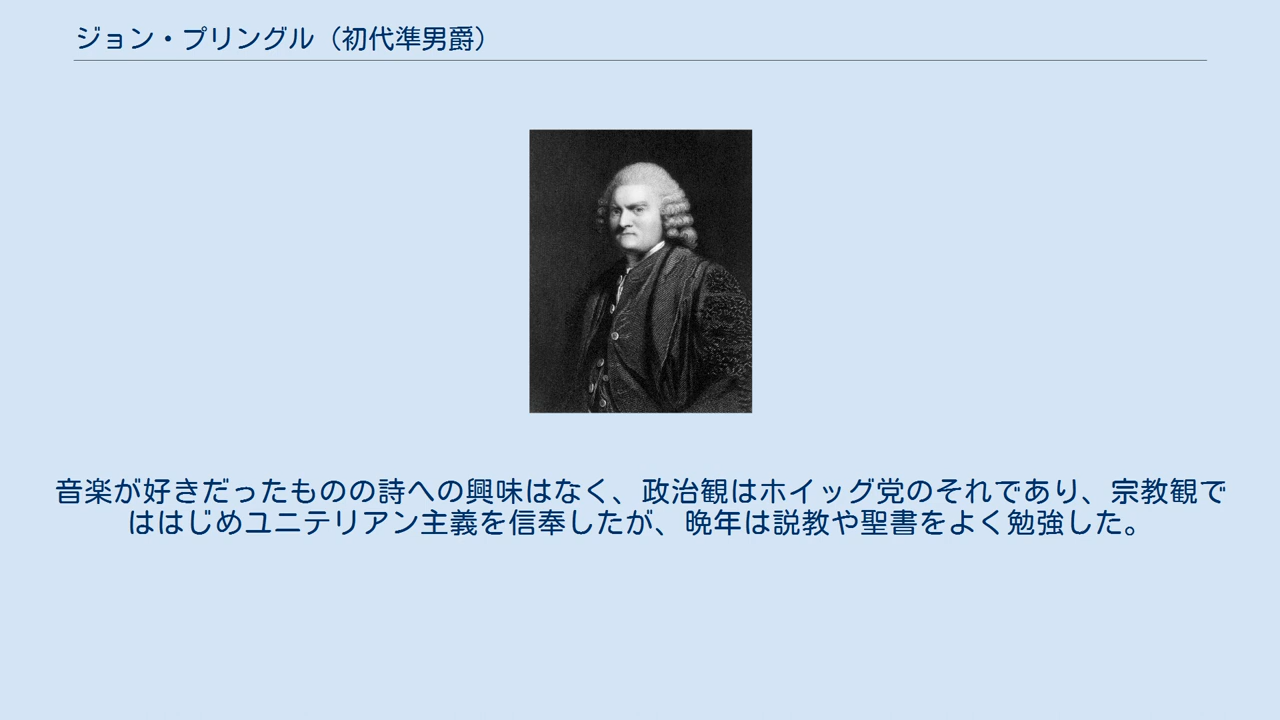 ジョン・プリングル（初代準男爵）
音楽が好きだったものの詩への興味はなく、政治観はホイッグ党のそれであり、宗教観で
ははじめユニテリアン主義を信奉したが、晩年は説教や聖書をよく勉強した。